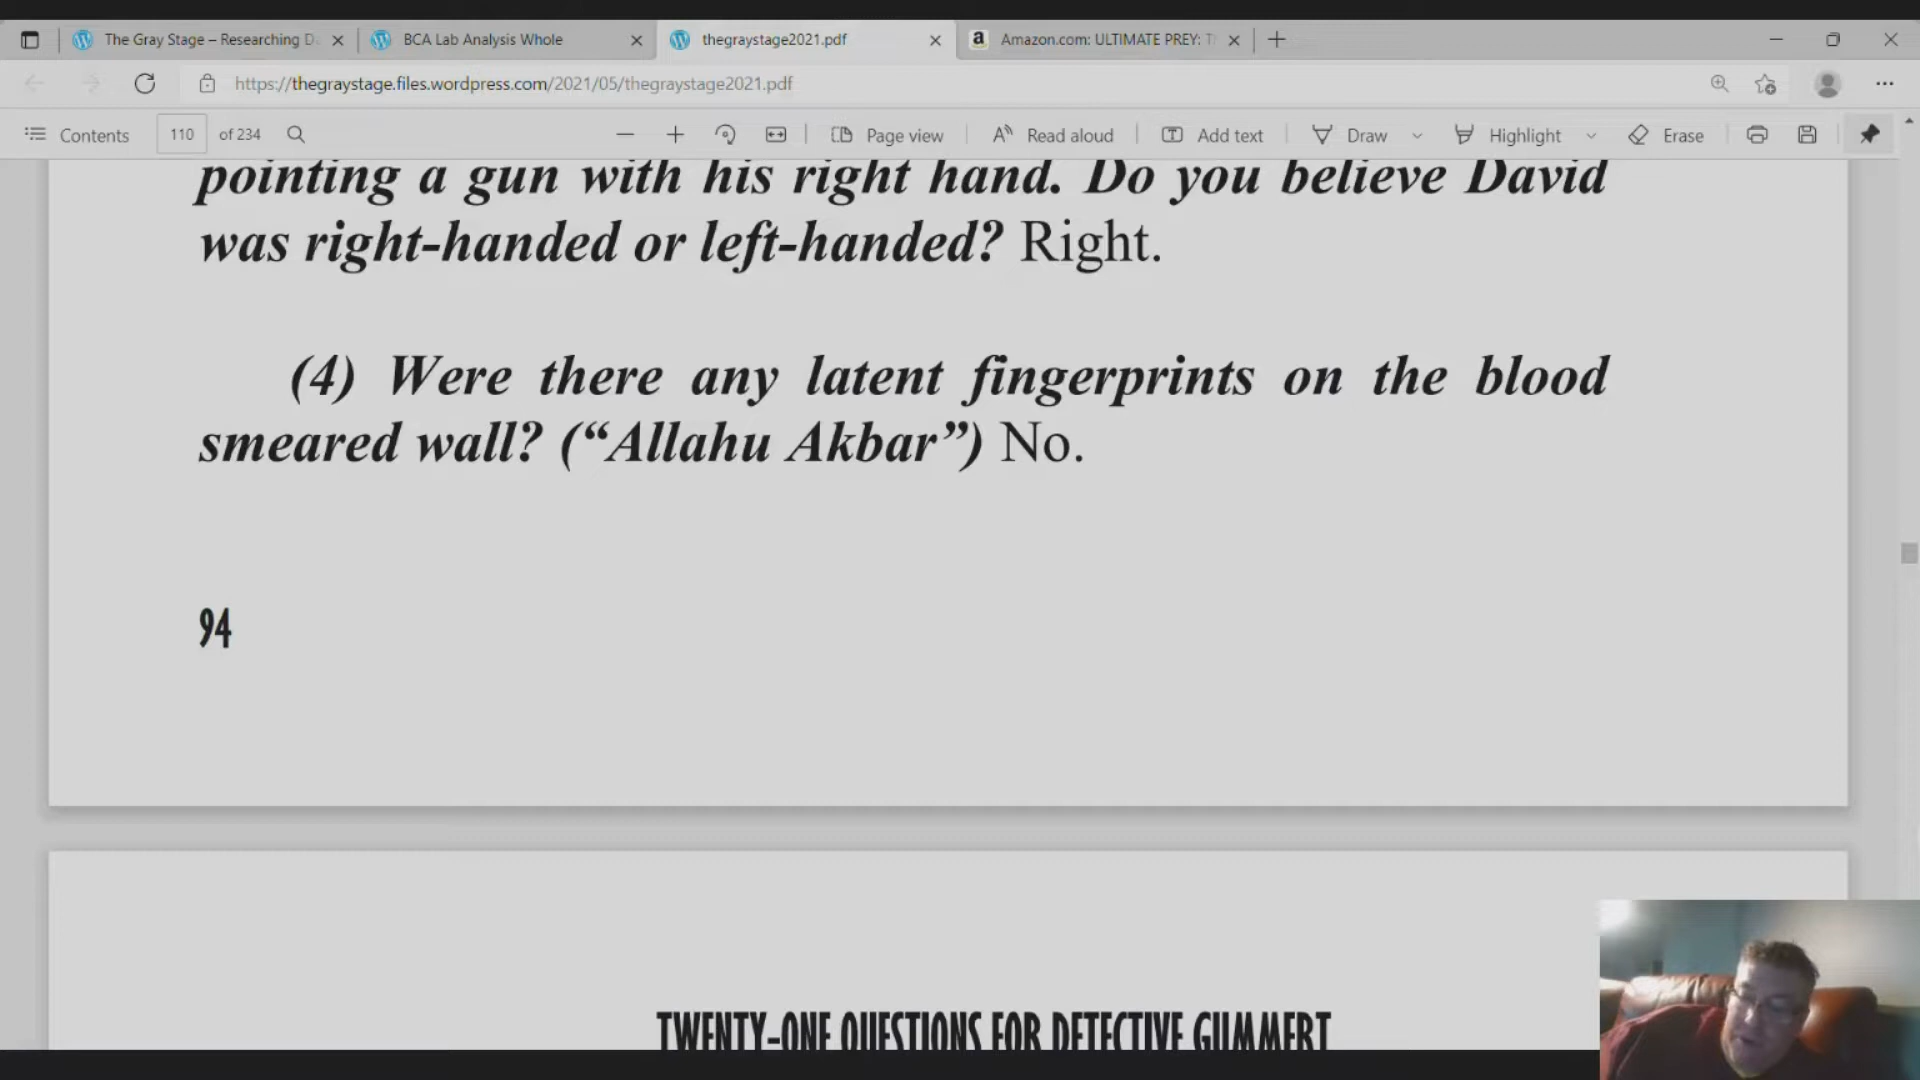 The Gray Stage – Researching D
BCA Lab Analysis Whole
thegraystage2021.pdf
Amazon.com: ULTIMATE PREY: T
https://thegraystage.files.wordpress.com/2021/05/thegraystage2021.pdf
Contents 110 of 234 Page view Read aloud Add text Draw Highlight Erase
pointing a gun with his right hand. Do you believe David
was right-handed or left-handed? Right.
(4) Were there any latent fingerprints on the blood
smeared wall? (“Allahu Akbar”) No.
94
TWENTY-ONE QUESTIONS FOR DETECTIVE GUMMERT